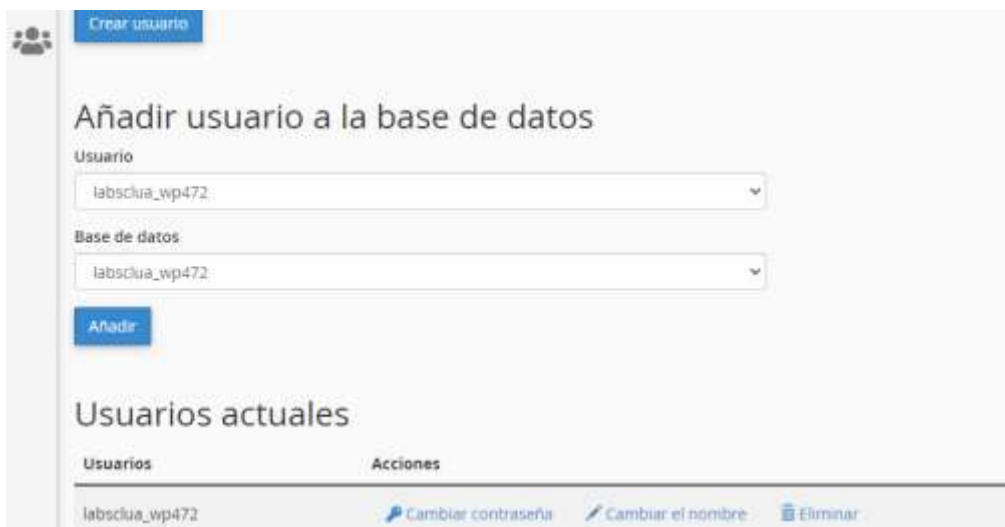 Crear usuario
Añadir usuario a la base de datos
Usuario
labsclua_wp472
Base de datos
labsclua_wp472
Añadir
Usuarios actuales
Usuarios Acciones
labsclua_wp472 Cambiar contraseña Cambiar el nombre Eliminar